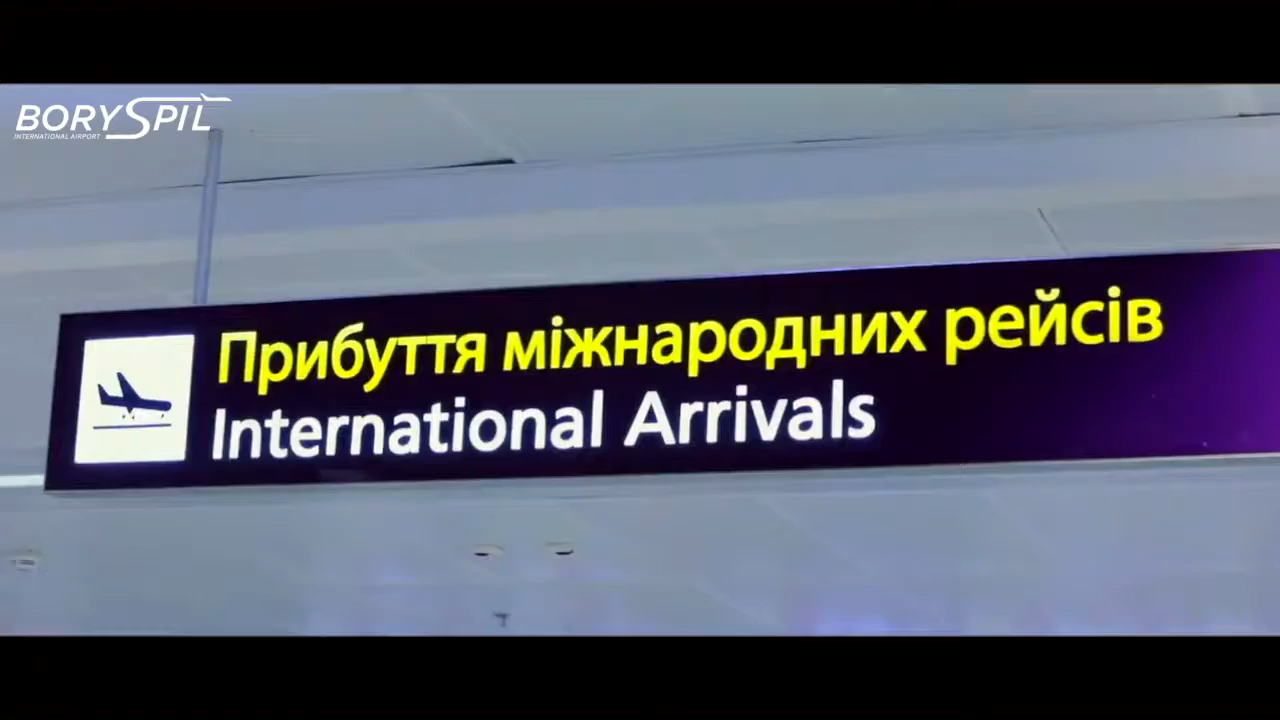 BORYSPIL
INTERNATIONAL AIRPORT
Прибуття міжнародних рейсів
International Arrivals